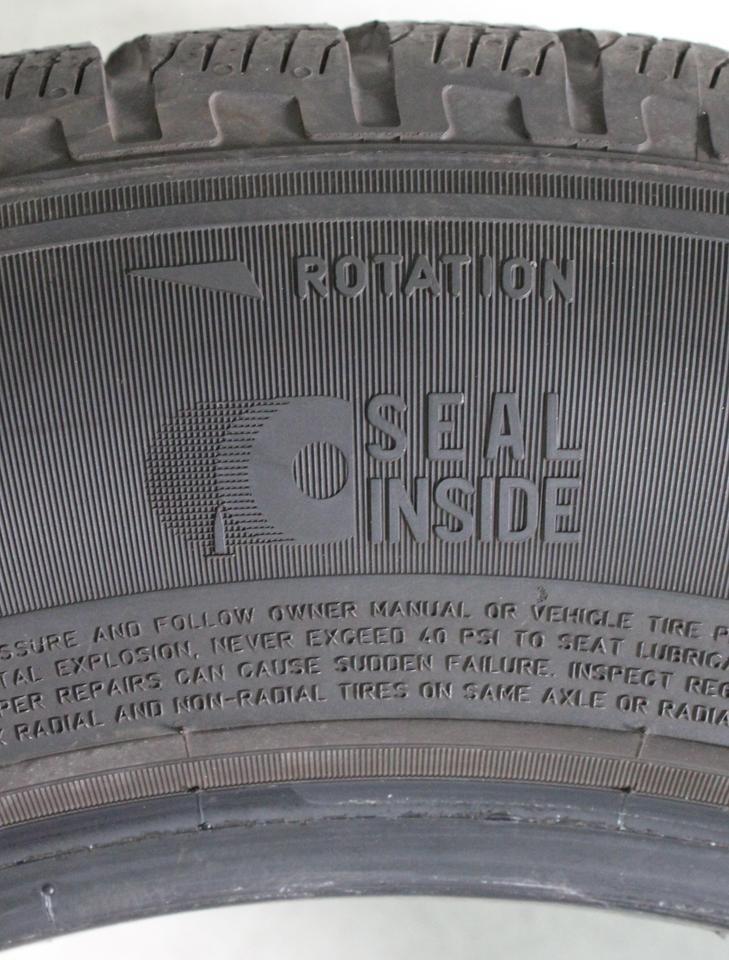 ROTATION
SEAL
INSIDE
SSURE AND FOLLOW OWNER MANUAL OR VEHICLE TIRE P
TAL EXPLOSION, NEVER EXCEED 40 PSI TO SEAT LUBRICA
PER REPAIRS CAN CAUSE SUDDEN FAILURE. INSPECT REG
X RADIAL AND NON-RADIAL TIRES ON SAME AXLE OR RADIA